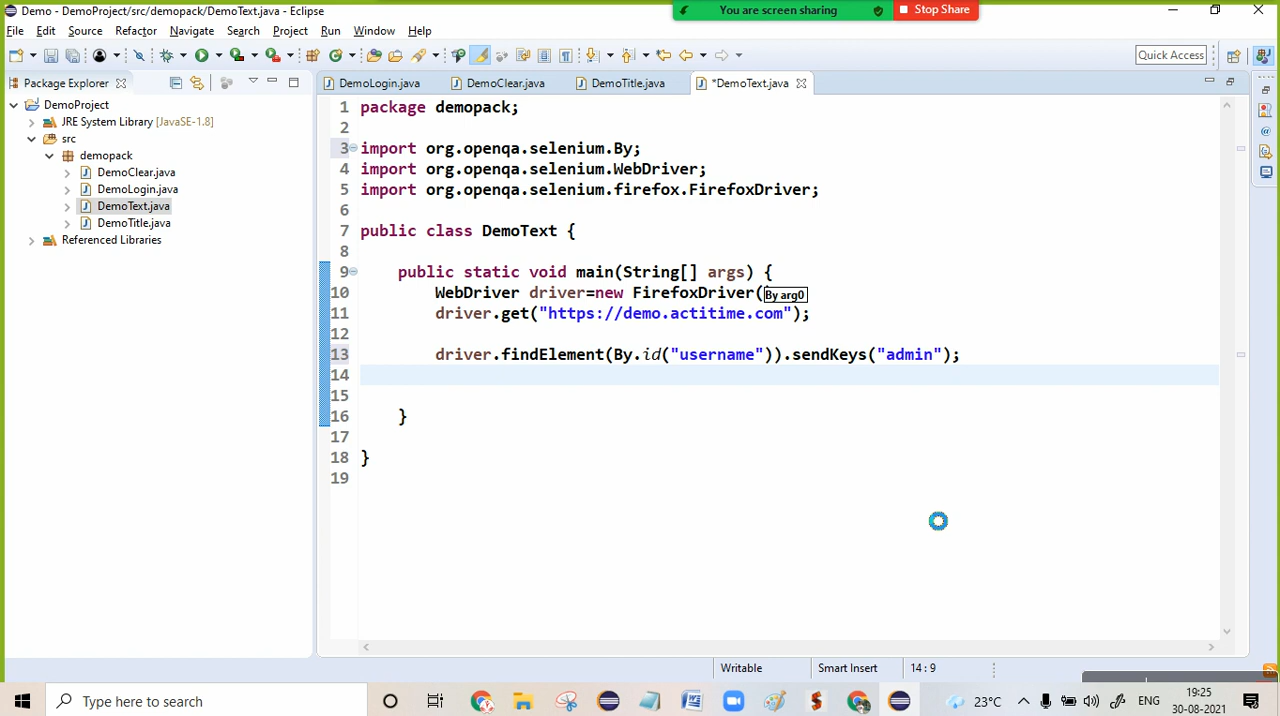 Demo - DemoProject/src/demopack/DemoText.java - Eclipse
You are screen sharing
Stop Share
File Edit Source Refactor Navigate Search Project Run Window Help
Quick Access
Package Explorer
DemoLogin.java
DemoClear.java
DemoTitle.java
*DemoText.java
DemoProject
JRE System Library [JavaSE-1.8]
src
demopack
DemoClear.java
DemoLogin.java
DemoText.java
DemoTitle.java
Referenced Libraries
1 package demopack;
2
3 import org.openqa.selenium.By;
4 import org.openqa.selenium.WebDriver;
5 import org.openqa.selenium.firefox.FirefoxDriver;
6
7 public class DemoText {
8
9 public static void main(String[] args) {
10 WebDriver driver=new FirefoxDriver(
By arg0
11 driver.get("https://demo.actitime.com");
12
13 driver.findElement(By.id("username")).sendKeys("admin");
14
15
16 }
17
18 }
19
Writable
Smart Insert
14 : 9
Type here to search
23°C
ENG
19:25
30-08-2021